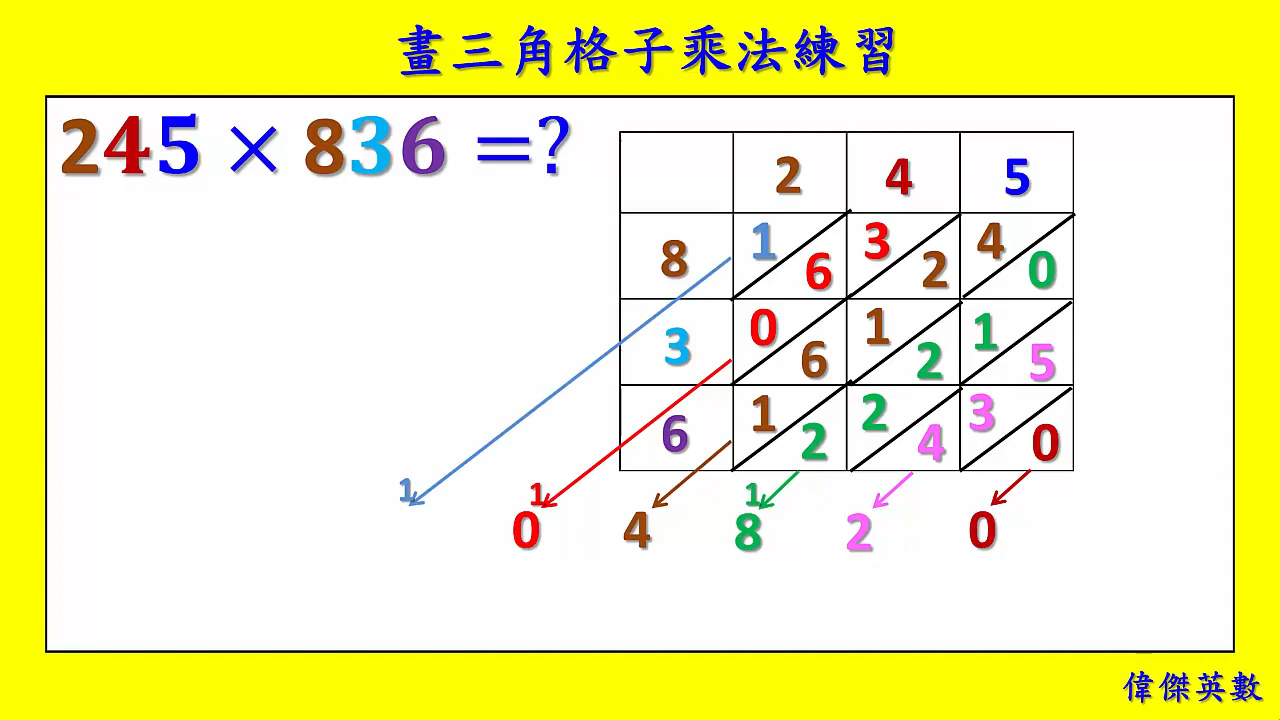 畫三角格子乘法練習
245 × 836 =?
2 4 5
8 1 6 3 2 4 0
3 0 6 1 2 1 5
6 1 2 2 4 3 0
1 1 1
0 4 8 2 0
偉傑英數